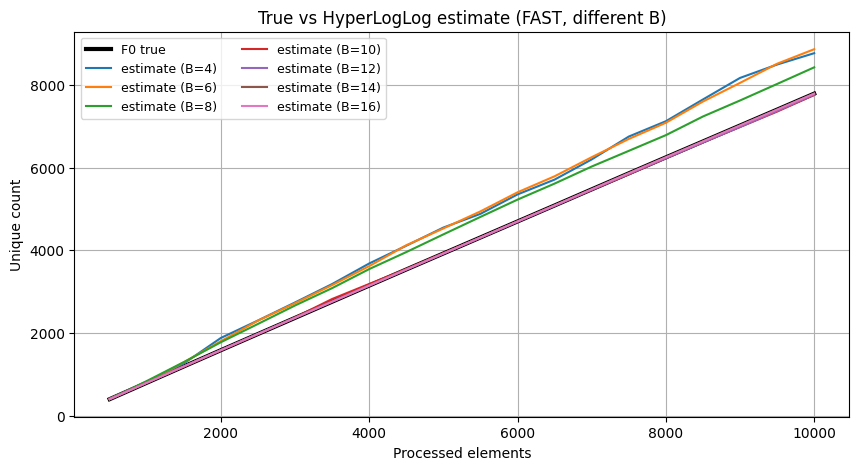 True vs HyperLogLog estimate (FAST, different B)
F0 true
estimate (B=4)
estimate (B=6)
estimate (B=8)
estimate (B=10)
estimate (B=12)
estimate (B=14)
estimate (B=16)
Unique count
8000
6000
4000
2000
0
2000 4000 6000 8000 10000
Processed elements